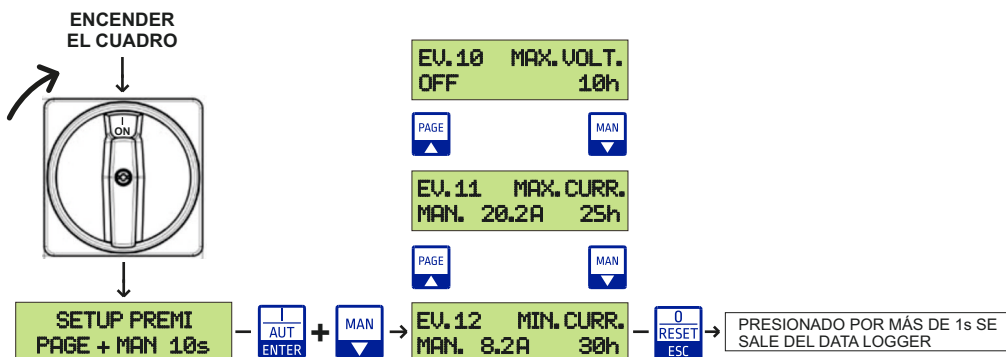 ENCENDER
EL CUADRO
I
ON
SETUP PREMI
PAGE + MAN 10s
I
AUT
ENTER
+
MAN
EV.10 MAX.VOLT.
OFF 10h
PAGE
MAN
EV.11 MAX.CURR.
MAN. 20.2A 25h
PAGE
MAN
EV.12 MIN.CURR.
MAN. 8.2A 30h
0
RESET
ESC
PRESIONADO POR MÁS DE 1s SE
SALE DEL DATA LOGGER